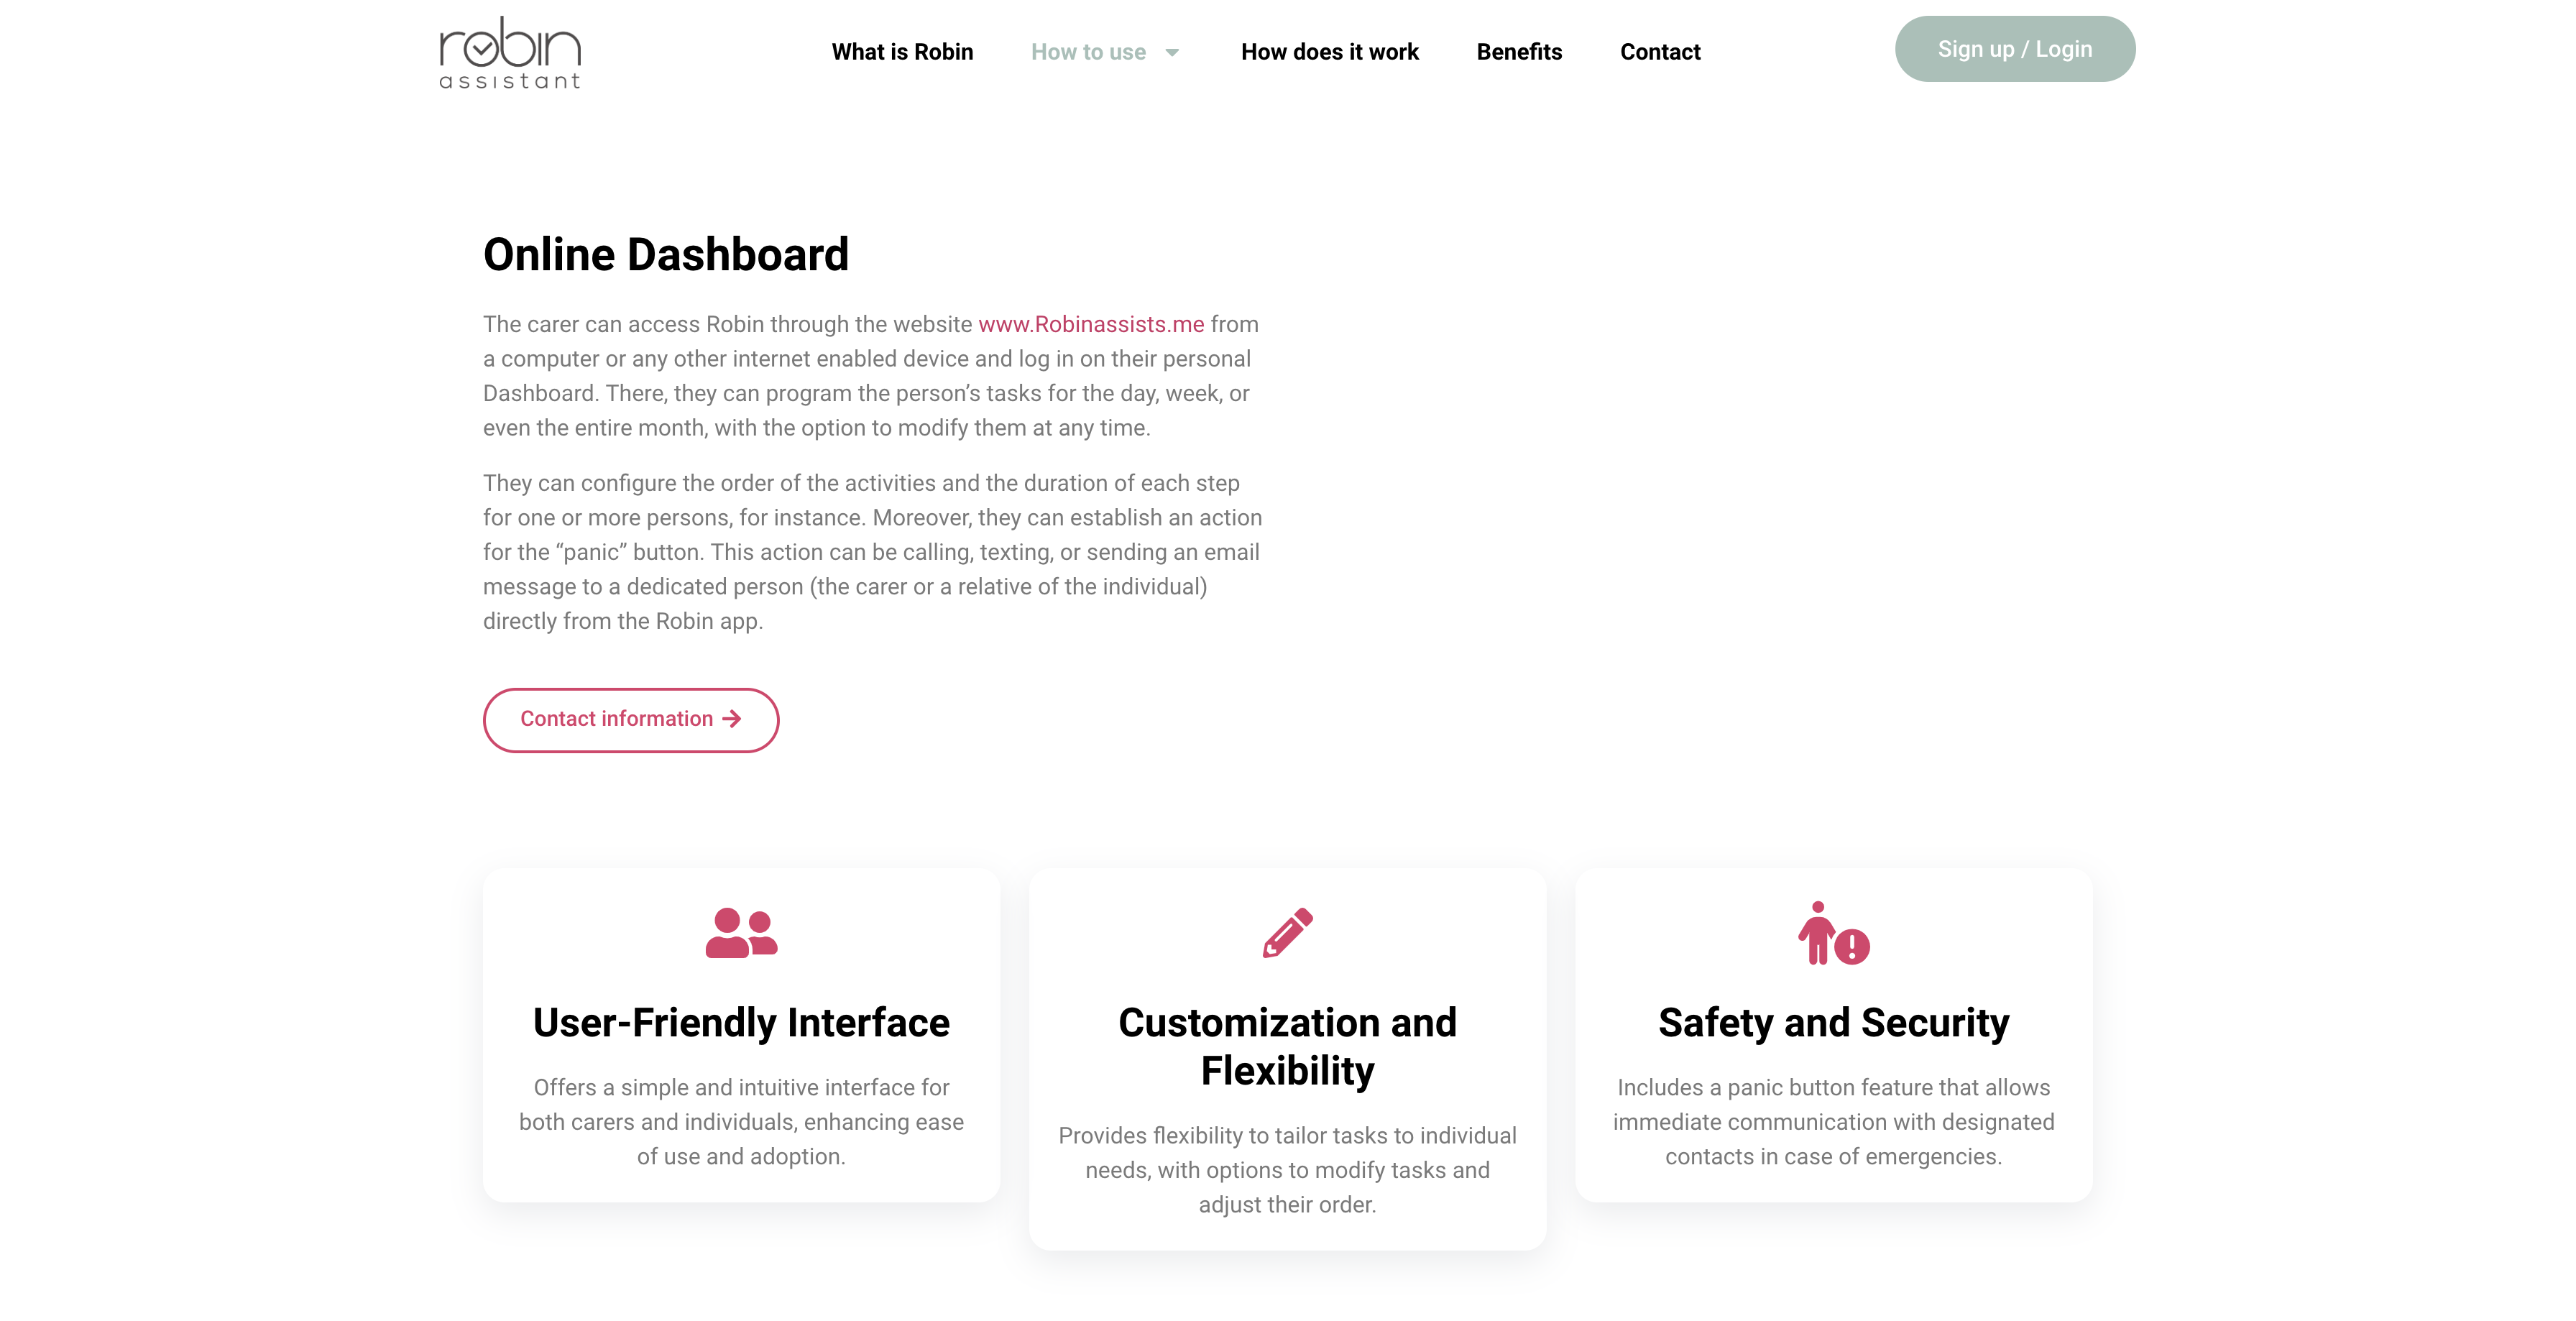 robin
assistant
What is Robin
How to use
How does it work
Benefits
Contact
Sign up / Login
Online Dashboard
The carer can access Robin through the website www.Robinassists.me from
a computer or any other internet enabled device and log in on their personal
Dashboard. There, they can program the person’s tasks for the day, week, or
even the entire month, with the option to modify them at any time.
They can configure the order of the activities and the duration of each step
for one or more persons, for instance. Moreover, they can establish an action
for the “panic” button. This action can be calling, texting, or sending an email
message to a dedicated person (the carer or a relative of the individual)
directly from the Robin app.
Contact information
User-Friendly Interface
Offers a simple and intuitive interface for
both carers and individuals, enhancing ease
of use and adoption.
Customization and
Flexibility
Provides flexibility to tailor tasks to individual
needs, with options to modify tasks and
adjust their order.
Safety and Security
Includes a panic button feature that allows
immediate communication with designated
contacts in case of emergencies.